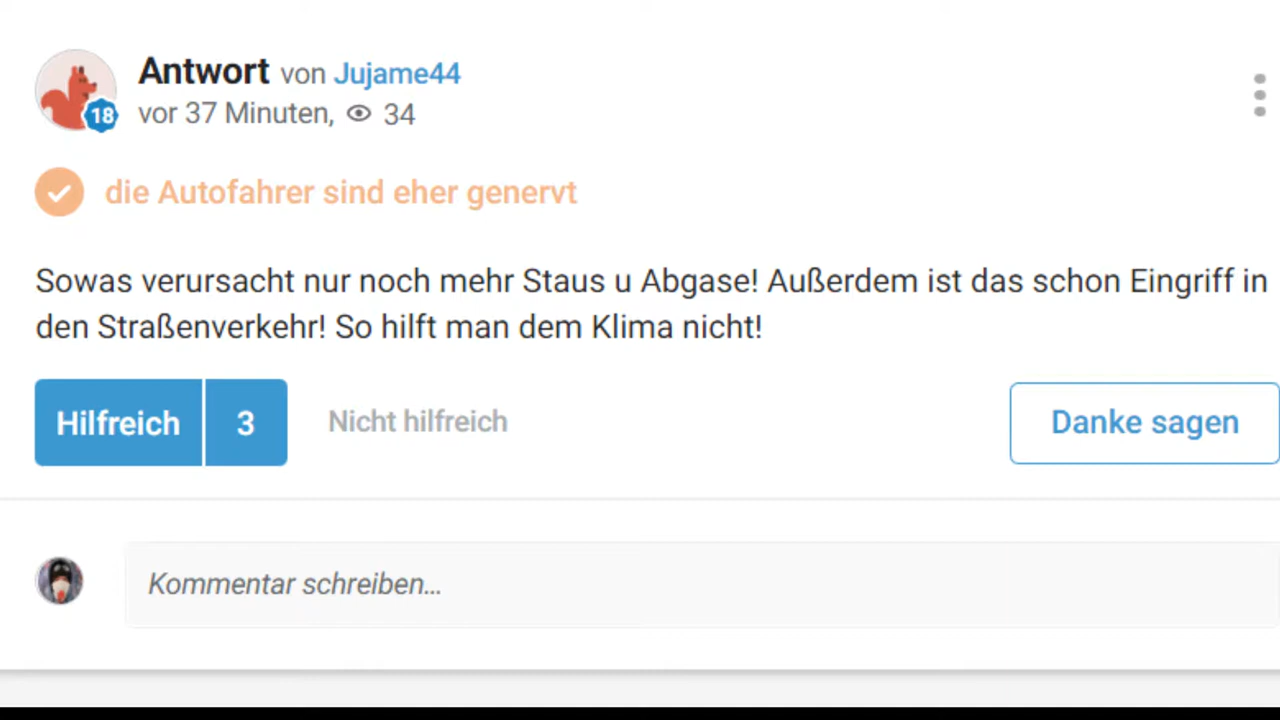 Antwort von Jujame44
18
vor 37 Minuten, 34
die Autofahrer sind eher genervt
Sowas verursacht nur noch mehr Staus u Abgase! Außerdem ist das schon Eingriff in
den Straßenverkehr! So hilft man dem Klima nicht!
Hilfreich 3 Nicht hilfreich Danke sagen
Kommentar schreiben...